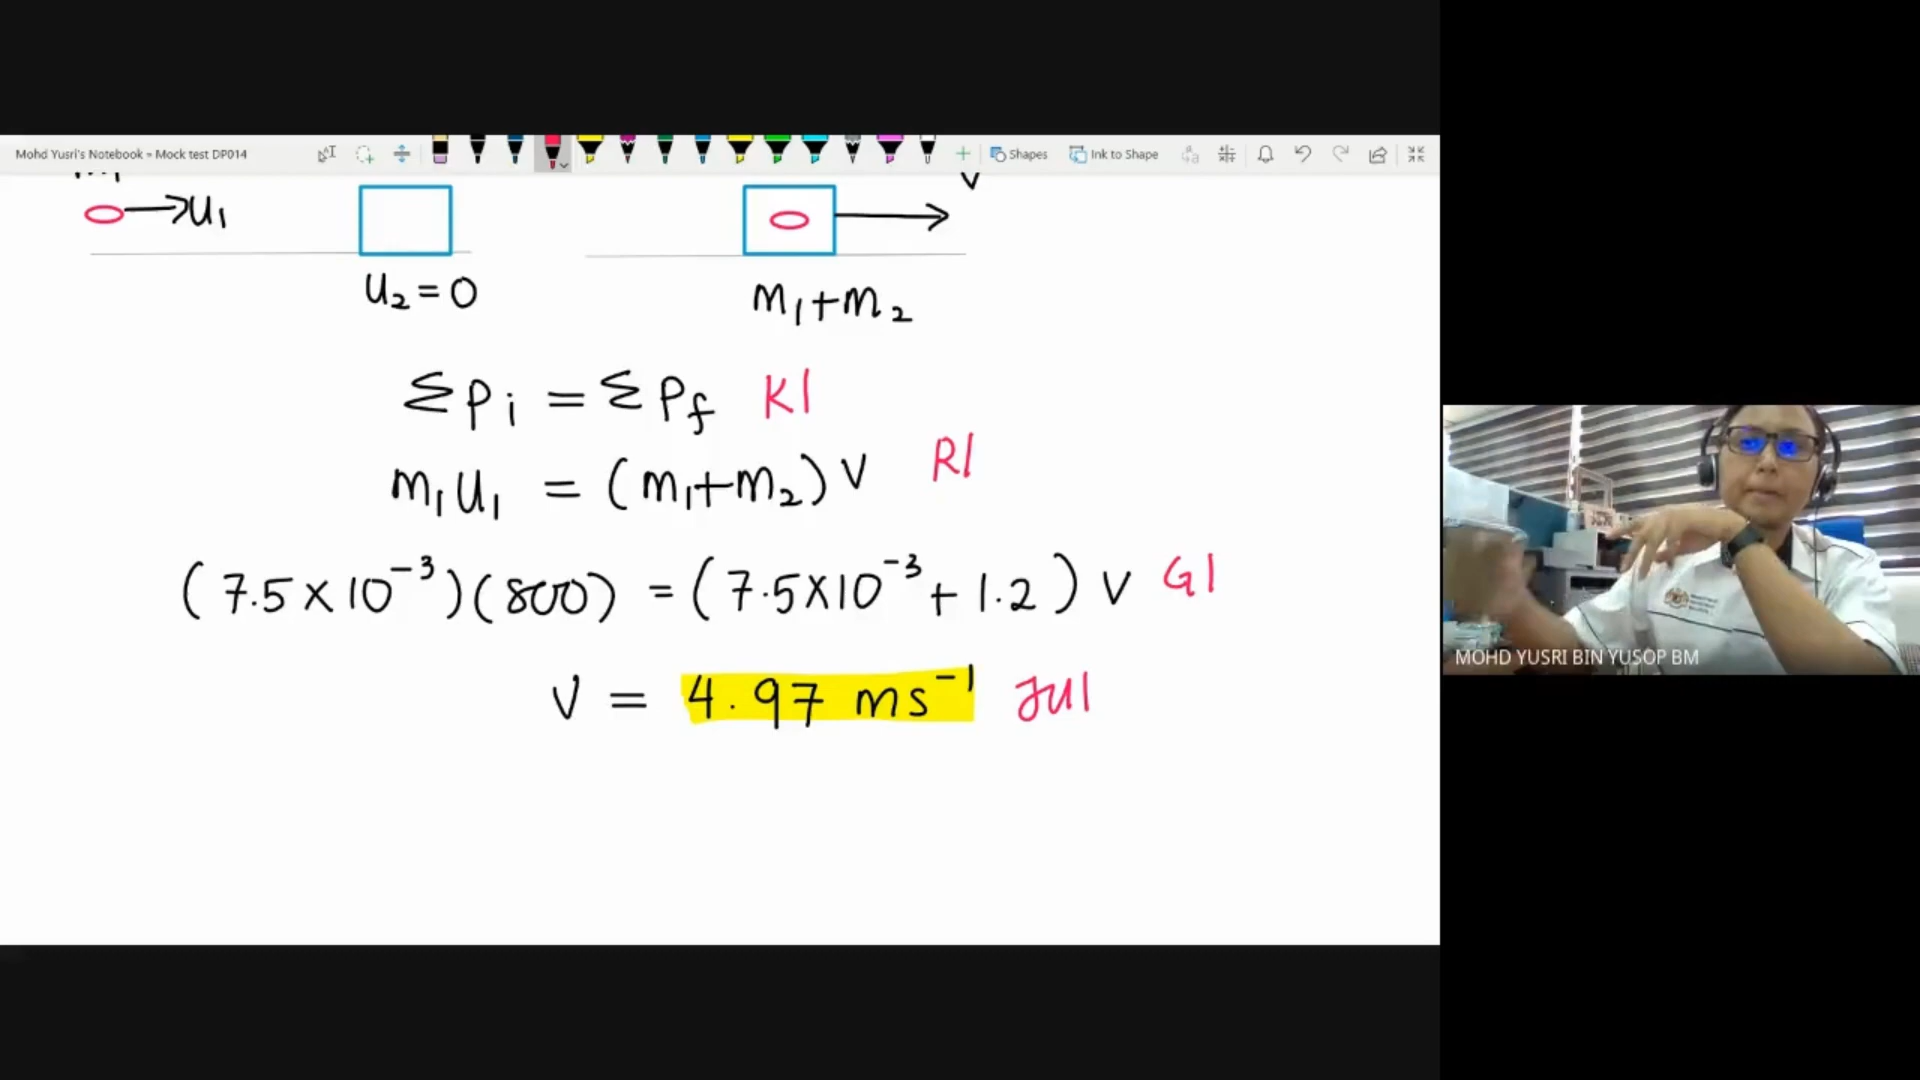 Mohd Yusri's Notebook » Mock test DP014
Shapes
Ink to Shape
u₁
v
u₂ = 0
m₁+m₂
Σpᵢ = Σp_f K1
m₁u₁ = (m₁+m₂)v R1
(7.5×10⁻³)(800) = (7.5×10⁻³+1.2)v G1
v = 4.97 ms⁻¹ JU1
MOHD YUSRI BIN YUSOP BM